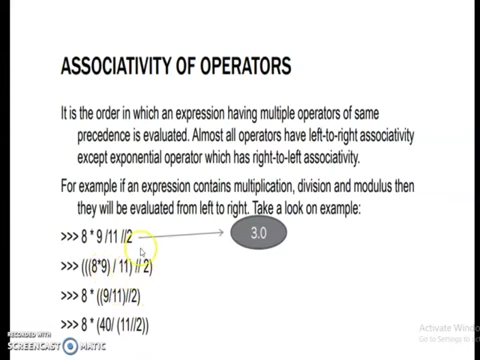 ASSOCIATIVITY OF OPERATORS
It is the order in which an expression having multiple operators of same
precedence is evaluated. Almost all operators have left-to-right associativity
except exponential operator which has right-to-left associativity.
For example if an expression contains multiplication, division and modulus then
they will be evaluated from left to right. Take a look on example:
>>> 8 * 9 /11 //2
3.0
>>> (((8*9) / 11) // 2)
>>> 8 * ((9/11)//2)
>>> 8 * (40/ (11//2))
Activate Windo
Go to Settings to a
RECORDED WITH
SCREENCAST MATIC